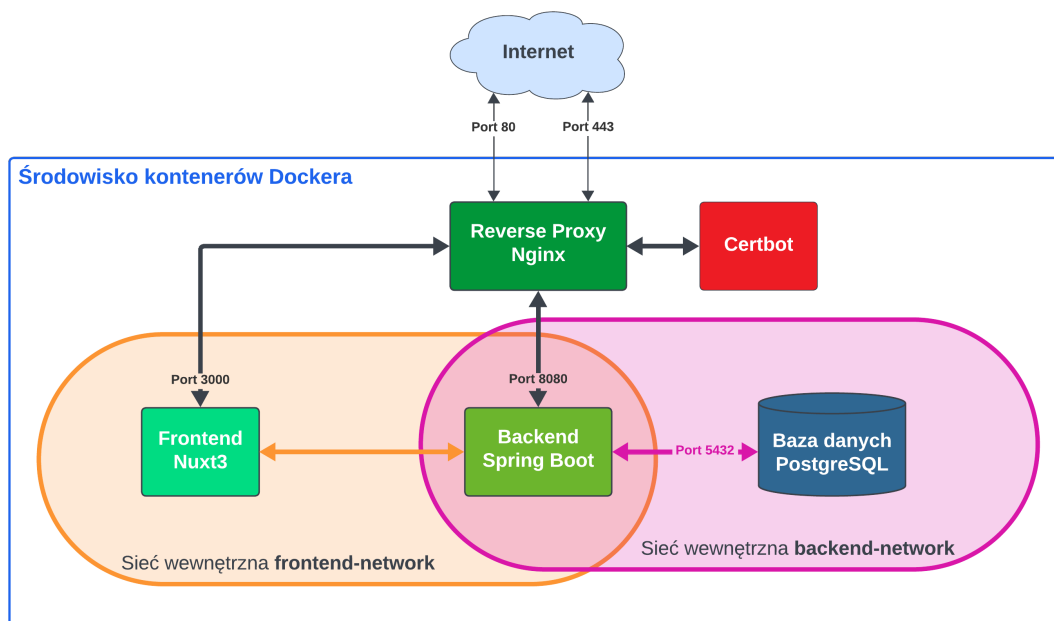 Internet
Port 80
Port 443
Środowisko kontenerów Dockera
Reverse Proxy
Nginx
Certbot
Port 3000
Port 8080
Frontend
Nuxt3
Backend
Spring Boot
Port 5432
Baza danych
PostgreSQL
Sieć wewnętrzna frontend-network
Sieć wewnętrzna backend-network